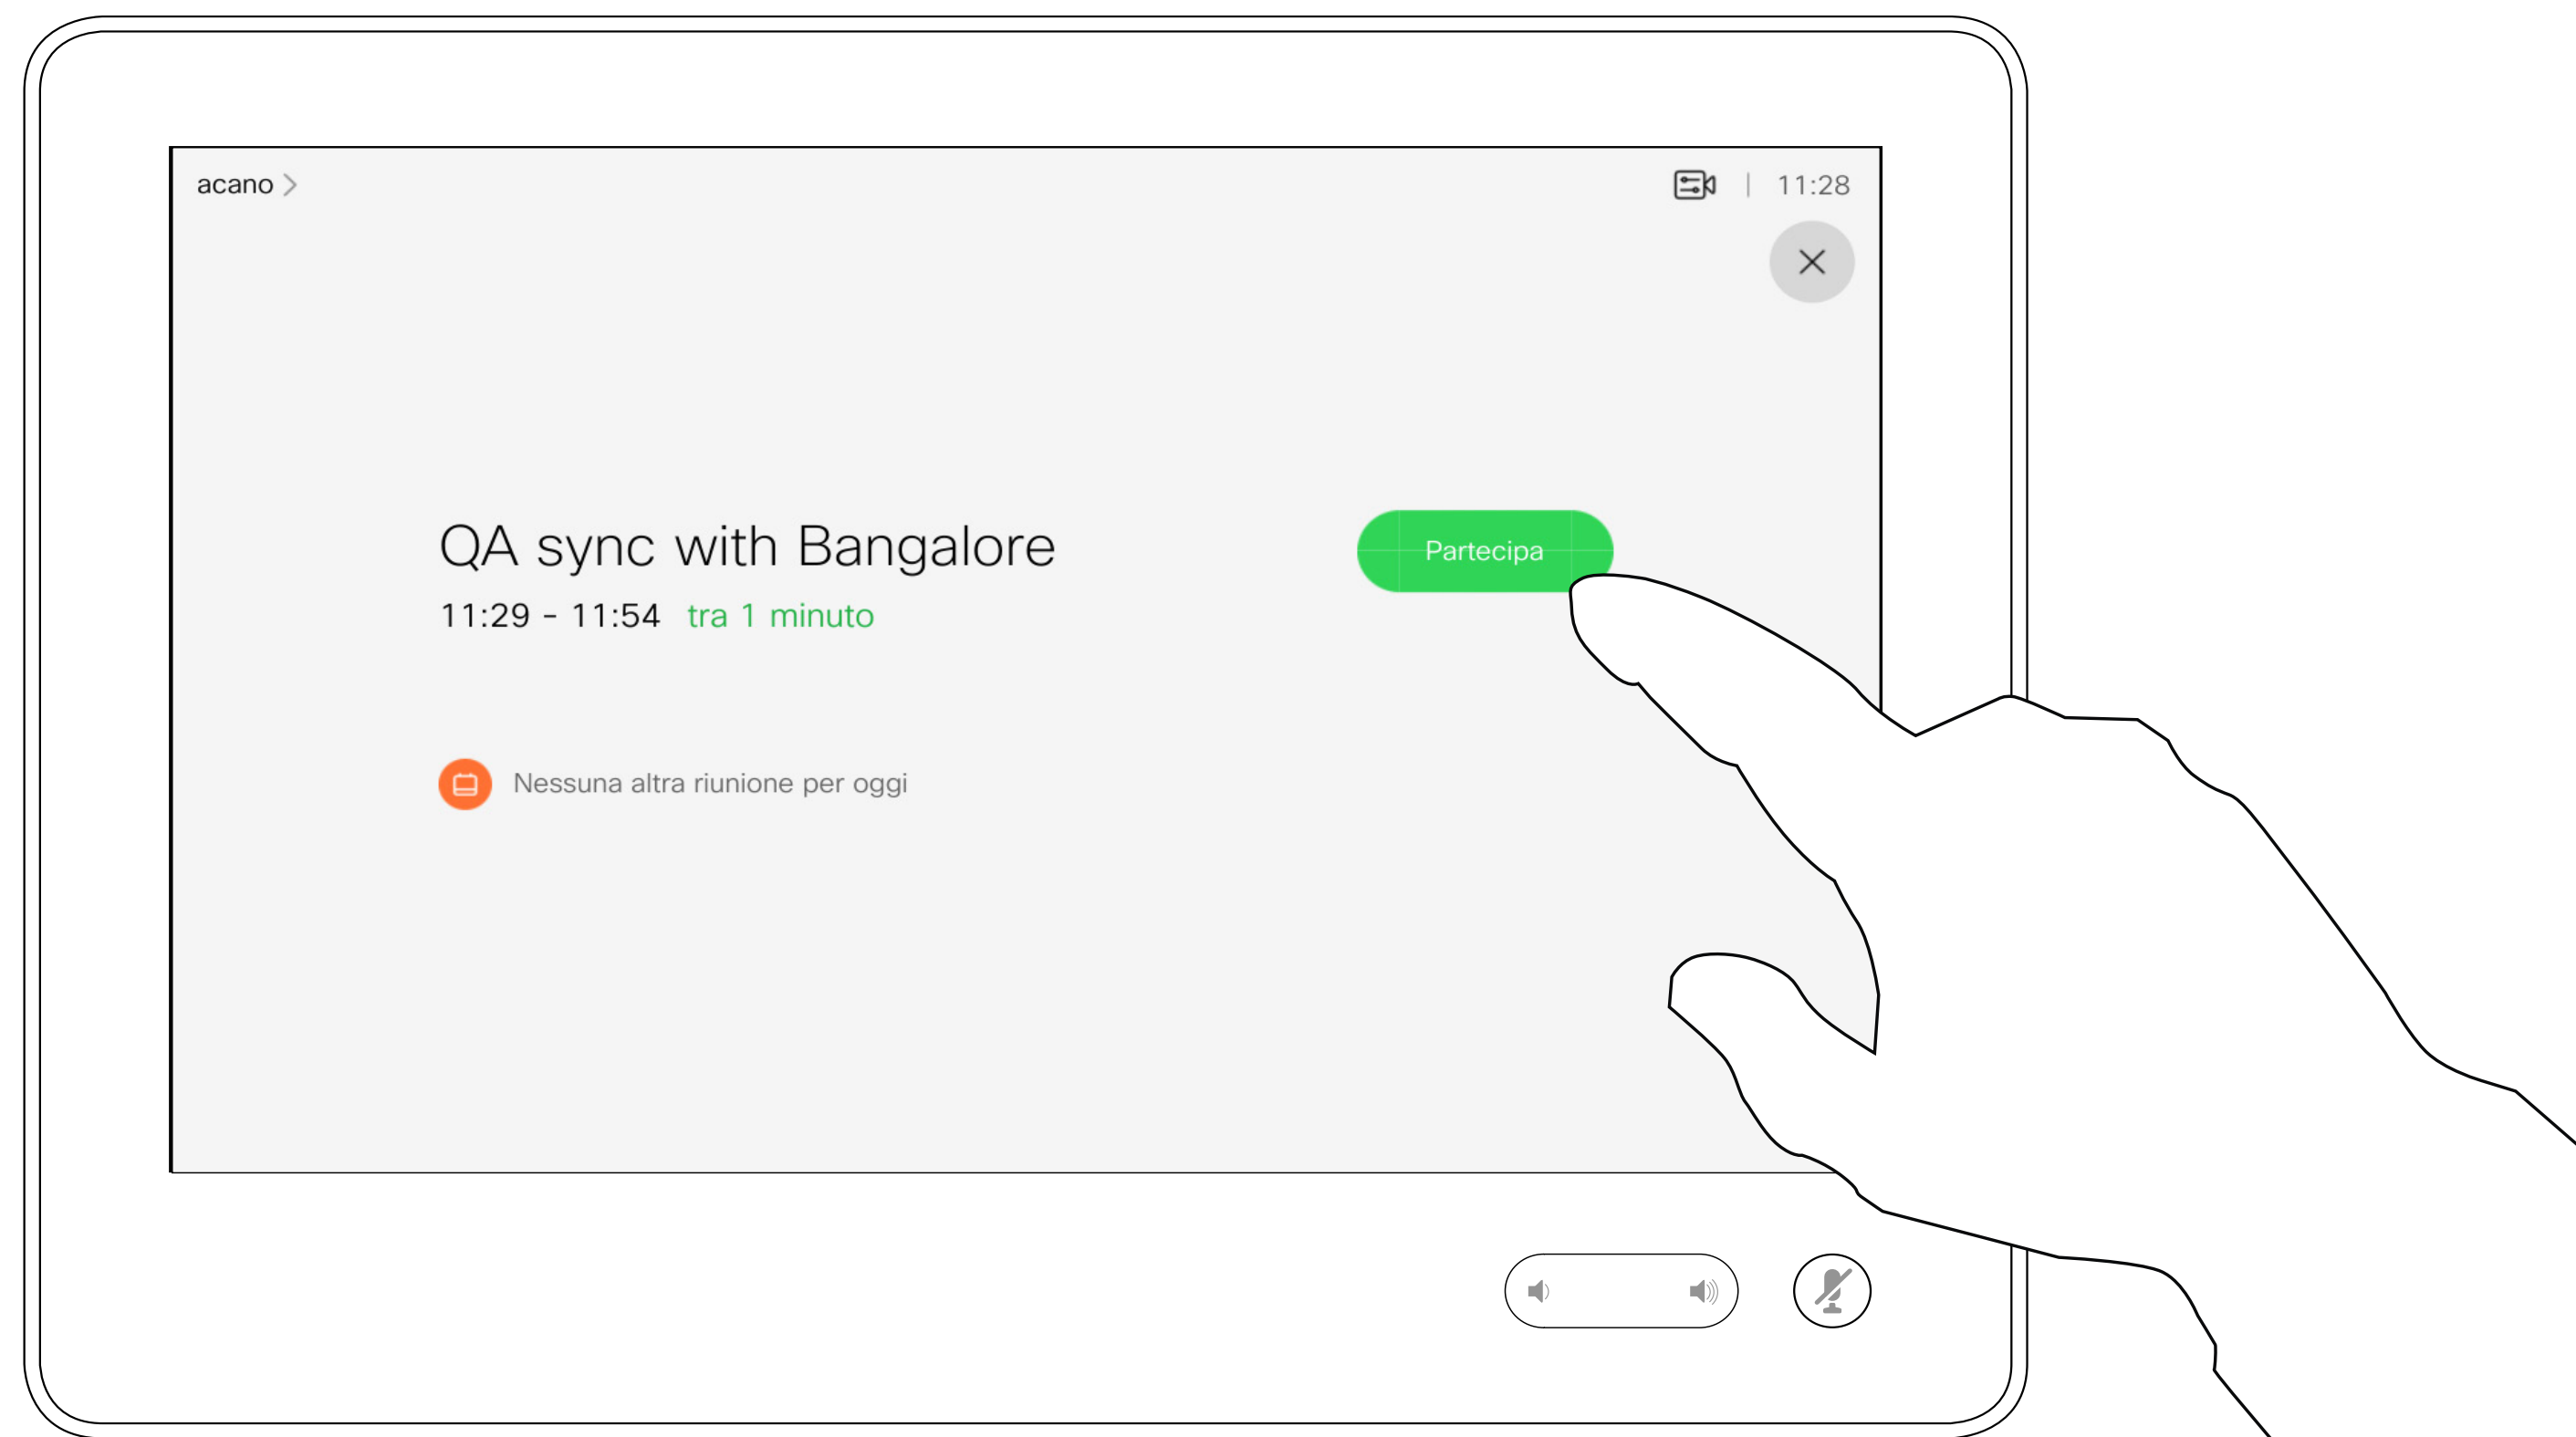 acano
11:28
QA sync with Bangalore
Partecipa
11:29 - 11:54 tra 1 minuto
Nessuna altra riunione per oggi